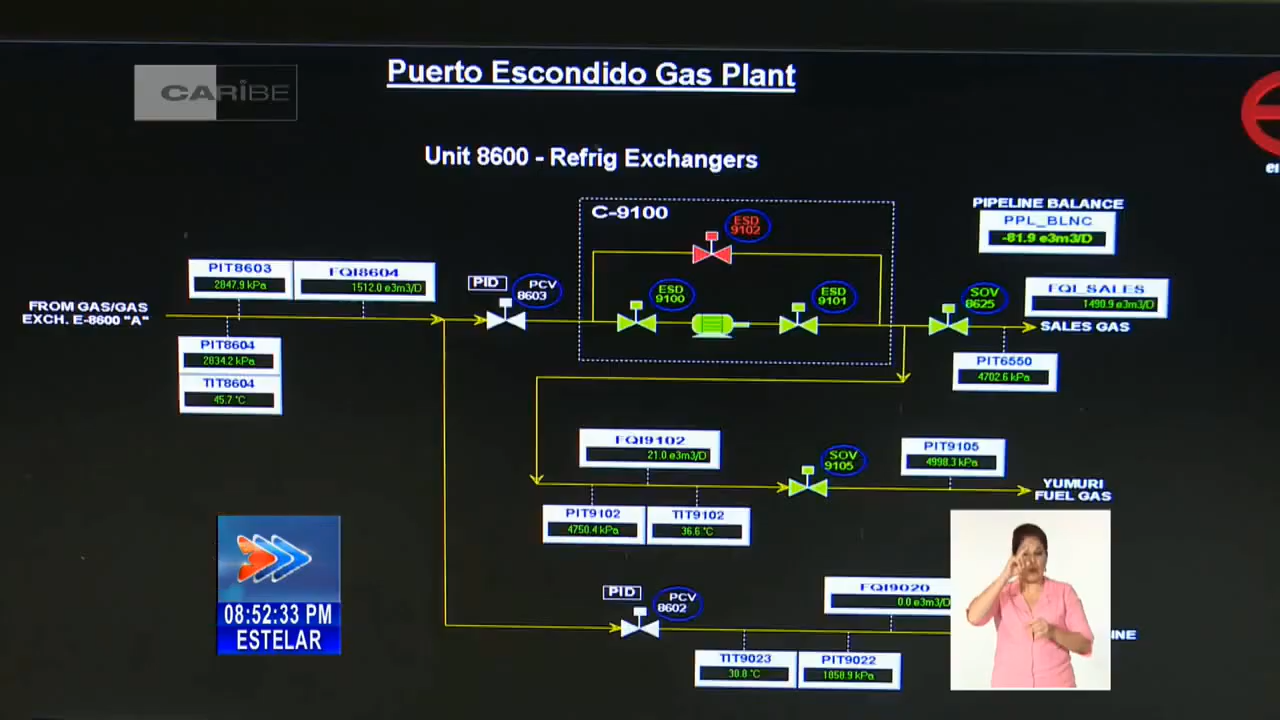 CARIBE
Puerto Escondido Gas Plant
Unit 8600 - Refrig Exchangers
C-9100
ESD
9102
PIPELINE BALANCE
PPL_BLNC
-81.9 e3m3/D
PIT8603
2847.9 kPa
FQI8604
1512.0 e3m3/D
PID
PCV
8603
ESD
9100
ESD
9101
SOV
8625
FQI_SALES
1490.9 e3m3/D
FROM GAS/GAS
EXCH. E-8600 "A"
SALES GAS
PIT8604
2834.2 kPa
TIT8604
45.7 °C
PIT6550
4702.6 kPa
FQI9102
21.0 e3m3/D
SOV
9105
PIT9105
4998.3 kPa
YUMURI
FUEL GAS
PIT9102
4750.4 kPa
TIT9102
36.6 °C
PID
PCV
8602
FQI9020
0.0 e3m3/D
TIT9023
30.8 °C
PIT9022
1858.9 kPa
08:52:33 PM
ESTELAR